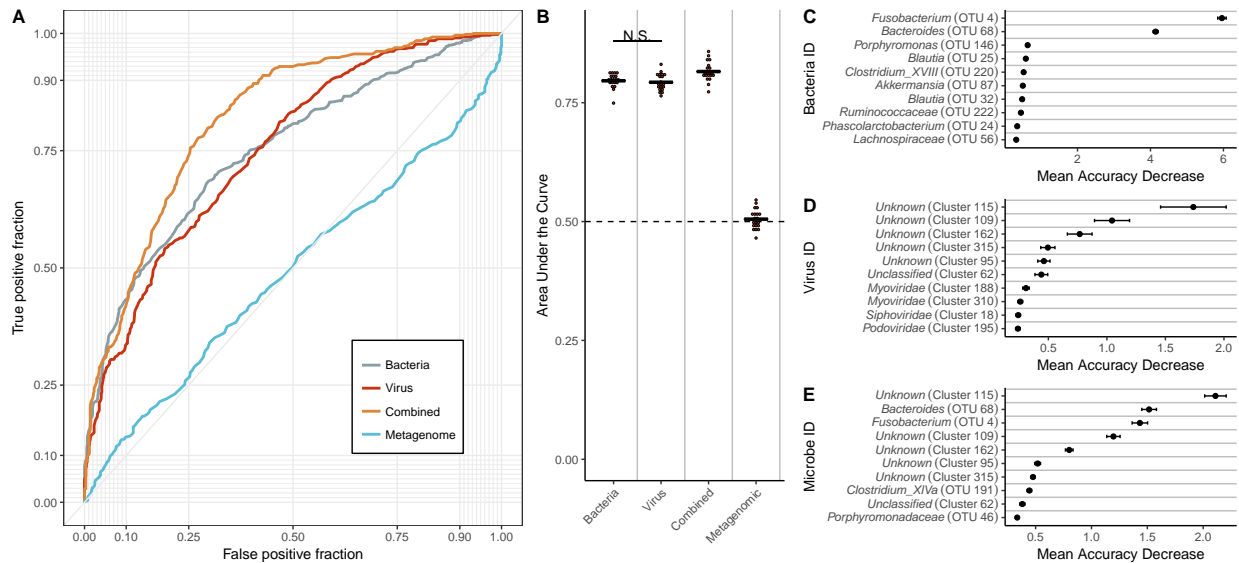 A
1.00
0.90
0.75
0.50
0.25
0.10
0.00
True positive fraction
0.00
0.10
0.25
0.50
0.75
0.90
1.00
False positive fraction
Bacteria
Virus
Combined
Metagenome
B
N.S.
0.75
0.50
0.25
0.00
Area Under the Curve
Bacteria
Virus
Combined
Metagenomic
C
Bacteria ID
Fusobacterium (OTU 4)
Bacteroides (OTU 68)
Porphyromonas (OTU 146)
Blautia (OTU 25)
Clostridium_XVIII (OTU 220)
Akkermansia (OTU 87)
Blautia (OTU 32)
Ruminococcaceae (OTU 222)
Phascolarctobacterium (OTU 24)
Lachnospiraceae (OTU 56)
2 4 6
Mean Accuracy Decrease
D
Virus ID
Unknown (Cluster 115)
Unknown (Cluster 109)
Unknown (Cluster 162)
Unknown (Cluster 315)
Unknown (Cluster 95)
Unclassified (Cluster 62)
Myoviridae (Cluster 188)
Myoviridae (Cluster 310)
Siphoviridae (Cluster 18)
Podoviridae (Cluster 195)
0.5 1.0 1.5 2.0
Mean Accuracy Decrease
E
Microbe ID
Unknown (Cluster 115)
Bacteroides (OTU 68)
Fusobacterium (OTU 4)
Unknown (Cluster 109)
Unknown (Cluster 162)
Unknown (Cluster 95)
Unknown (Cluster 315)
Clostridium_XIVa (OTU 191)
Unclassified (Cluster 62)
Porphyromonadaceae (OTU 46)
0.5 1.0 1.5 2.0
Mean Accuracy Decrease